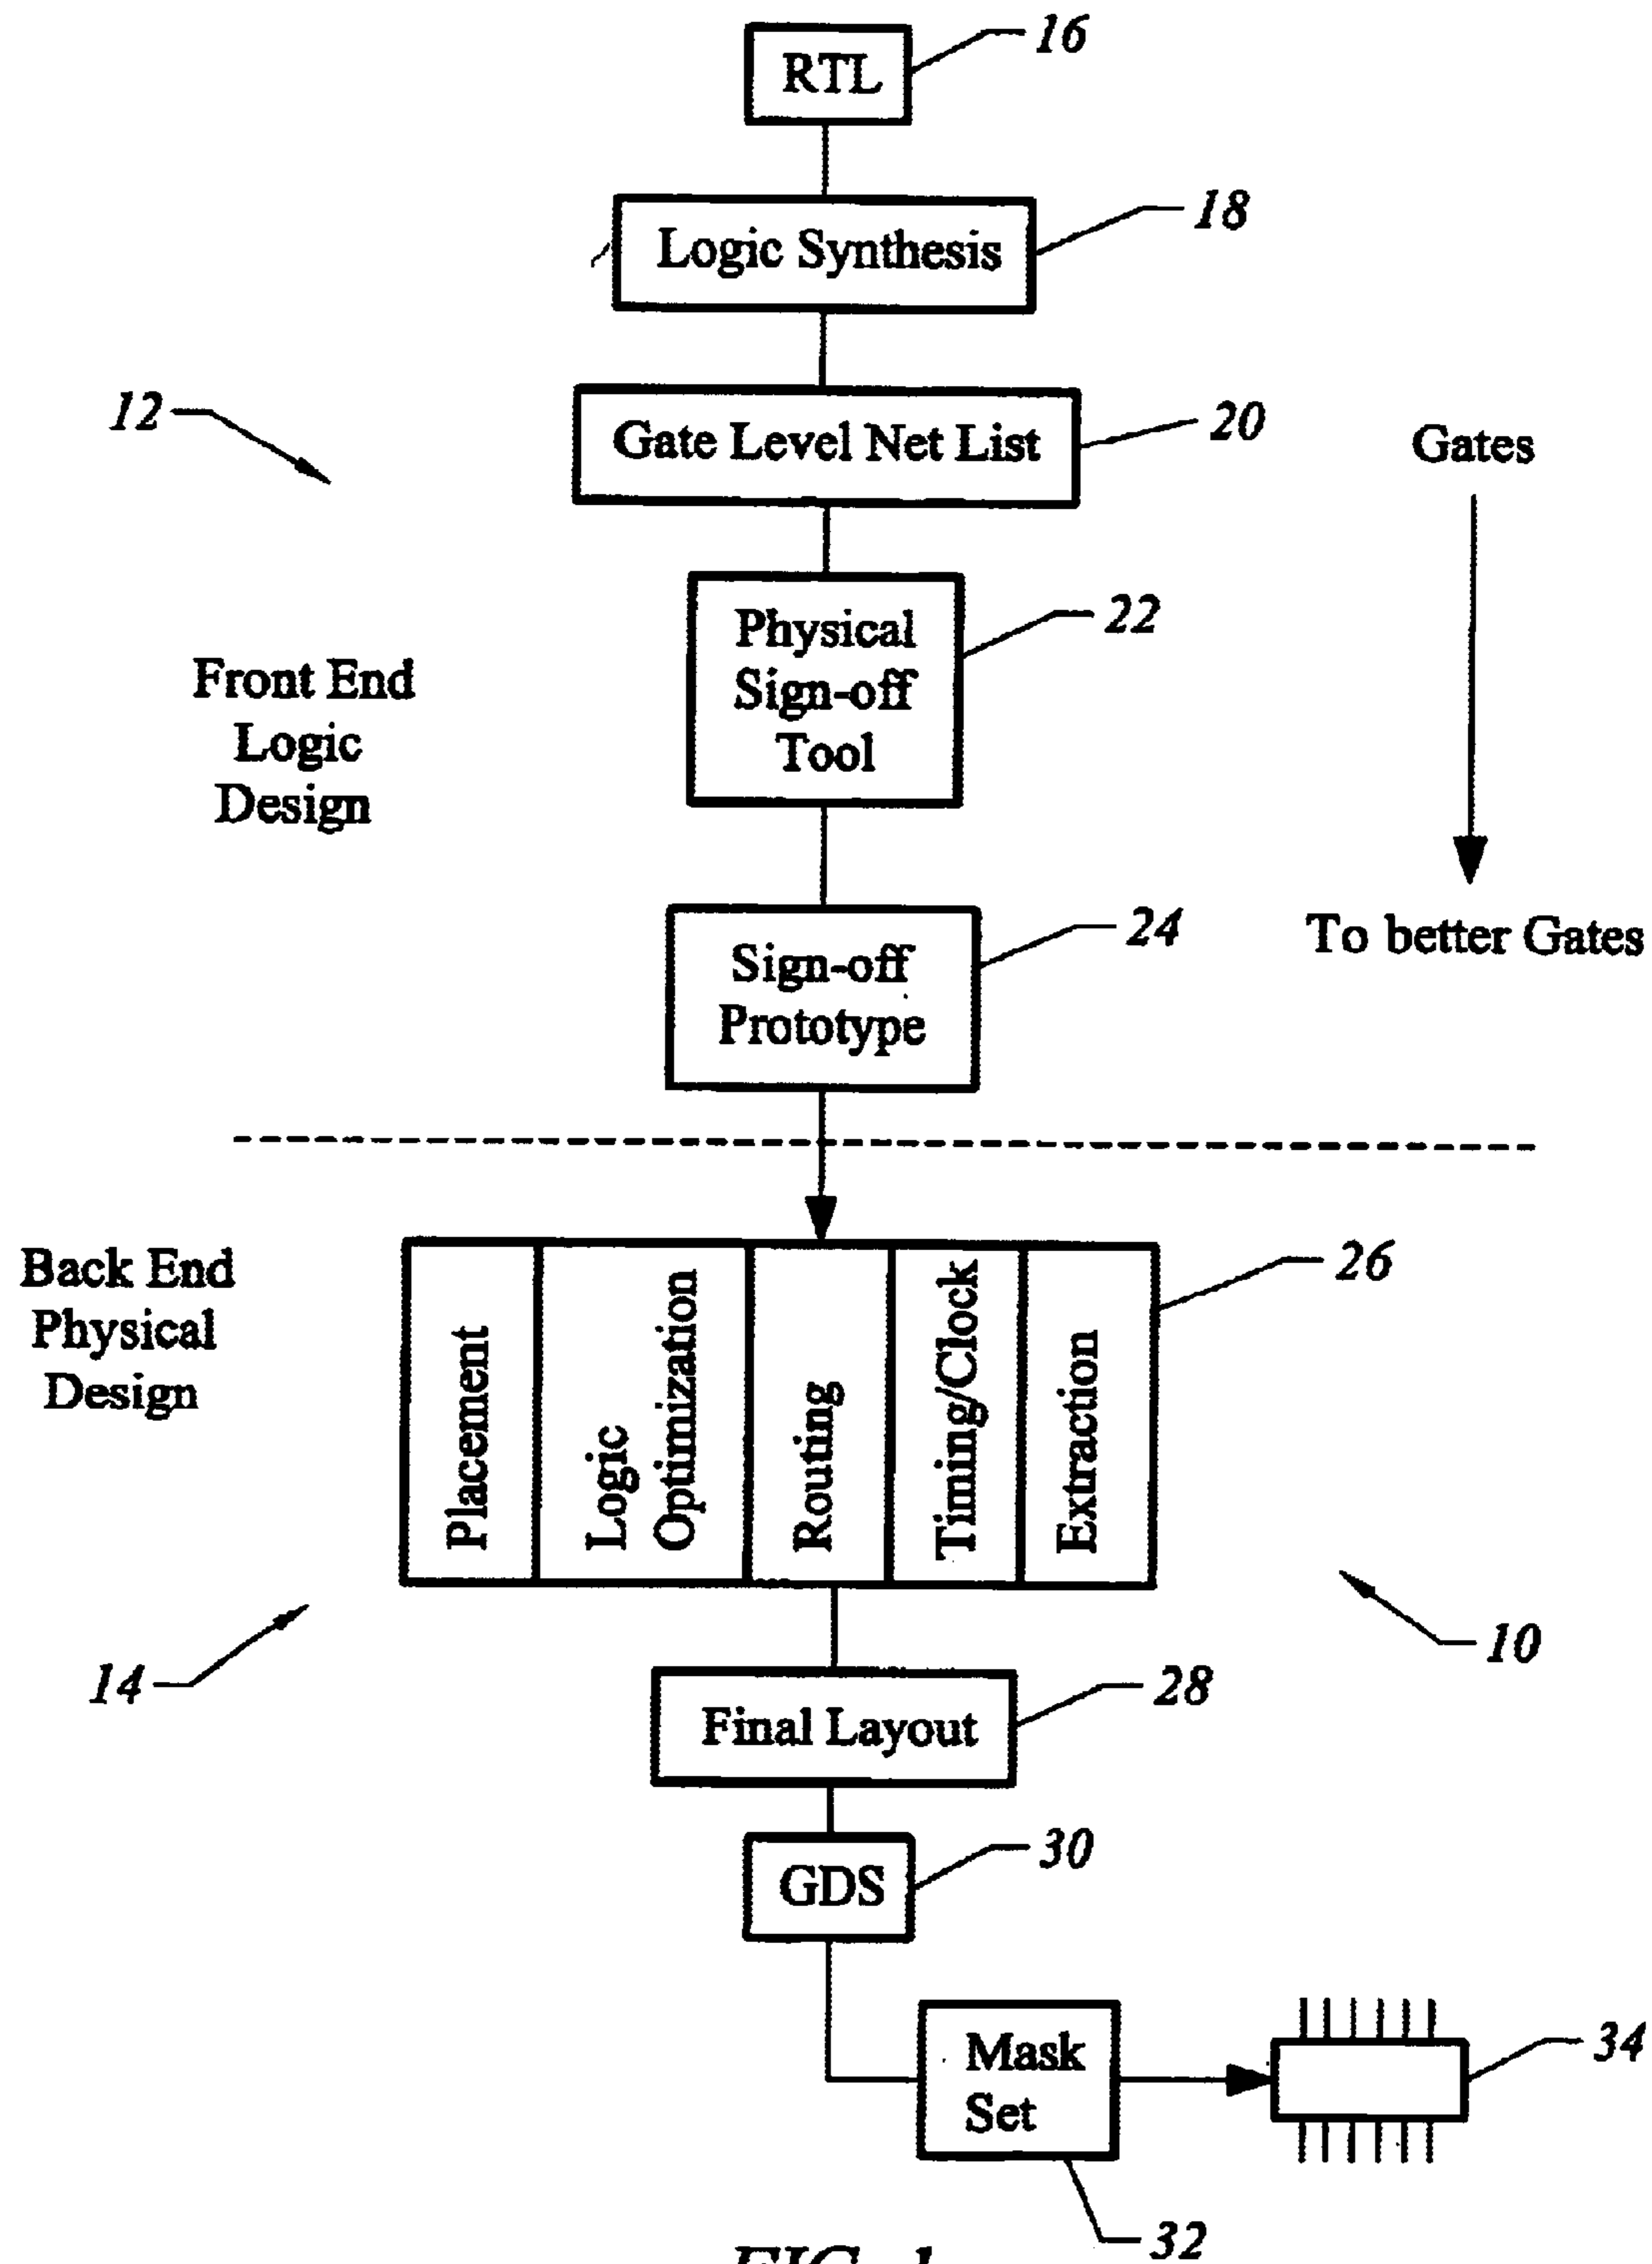 16
RTL
18
Logic Synthesis
12
20
Gate Level Net List
Gates
22
Physical
Sign-off
Tool
Front End
Logic
Design
24
To better Gates
Sign-off
Prototype
26
Back End
Physical
Design
Placement
Logic
Optimization
Routing
Timing/Clock
Extraction
10
14
28
Final Layout
30
GDS
34
Mask
Set
32
FIG. 1